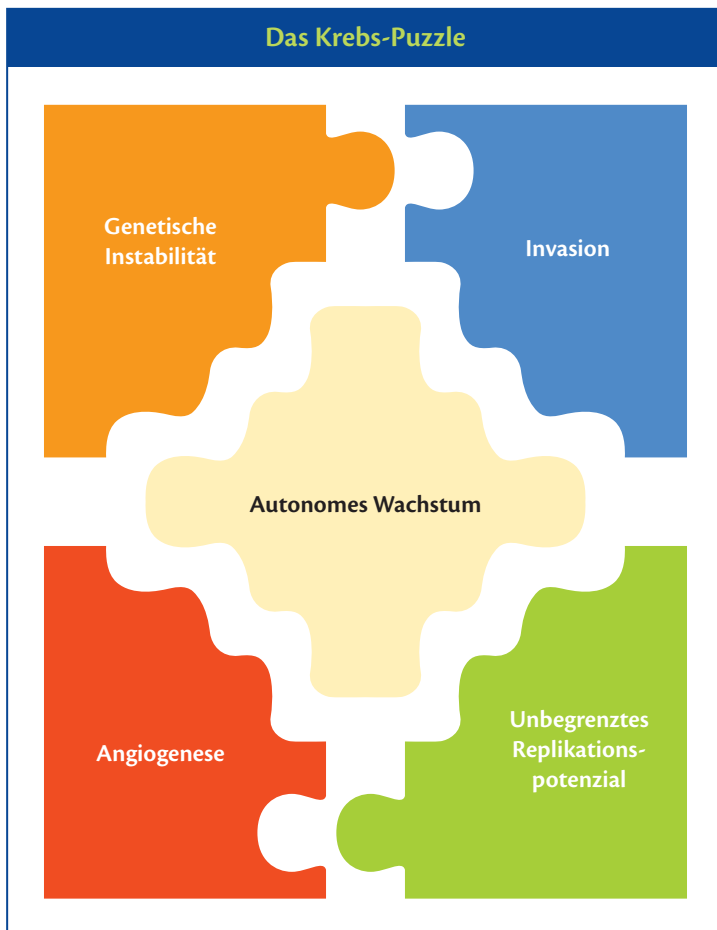 Das Krebs-Puzzle
Genetische
Instabilität
Invasion
Autonomes Wachstum
Angiogenese
Unbegrenztes
Replikations-
potenzial